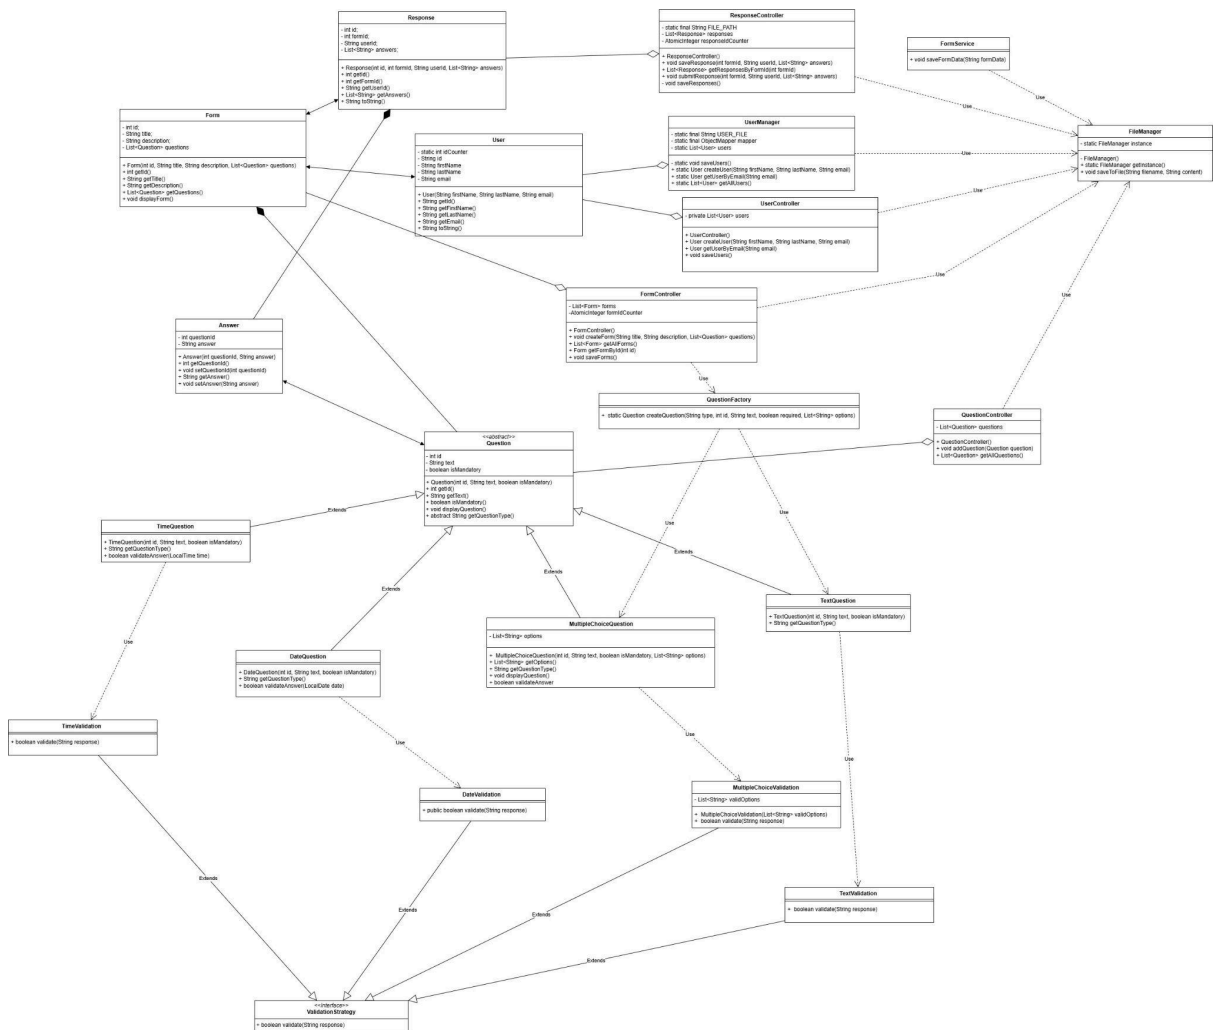 Response
- int id;
- int formId;
- String userId;
- List<String> answers;
+ Response(int id, int formId, String userId, List<String> answers)
+ int getId()
+ int getFormId()
+ String getUserId()
+ List<String> getAnswers()
+ String toString()
ResponseController
- static final String FILE_PATH
- List<Response> responses
- AtomicInteger responseIdCounter
+ ResponseController()
+ void saveResponse(int formId, String userId, List<String> answers)
+ List<Response> getResponsesByFormId(int formId)
+ void submitResponse(int formId, String userId, List<String> answers)
- void saveResponses()
FormService
+ void saveFormData(String formData)
Use
Use
Form
- int id;
- String title;
- String description;
- List<Question> questions
+ Form(int id, String title, String description, List<Question> questions)
+ int getId()
+ String getTitle()
+ String getDescription()
+ List<Question> getQuestions()
+ void displayForm()
User
- static int idCounter
- String id
- String firstName
- String lastName
- String email
+ User(String firstName, String lastName, String email)
+ String getId()
+ String getFirstName()
+ String getLastName()
+ String getEmail()
+ String toString()
UserManager
- static final String USER_FILE
- static final ObjectMapper mapper
- static List<User> users
- static void saveUsers()
+ static User createUser(String firstName, String lastName, String email)
+ static User getUserByEmail(String email)
+ static List<User> getAllUsers()
Use
FileManager
- static FileManager instance
- FileManager()
+ static FileManager getInstance()
+ void saveToFile(String filename, String content)
UserController
- private List<User> users
+ UserController()
+ User createUser(String firstName, String lastName, String email)
+ User getUserByEmail(String email)
+ void saveUsers()
Use
Use
Use
FormController
- List<Form> forms
-AtomicInteger formIdCounter
+ FormController()
+ void createForm(String title, String description, List<Question> questions)
+ List<Form> getAllForms()
+ Form getFormById(int id)
+ void saveForms()
Answer
- int questionId
- String answer
+ Answer(int questionId, String answer)
+ int getQuestionId()
+ void setQuestionId(int questionId)
+ String getAnswer()
+ void setAnswer(String answer)
Use
QuestionFactory
+ static Question createQuestion(String type, int id, String text, boolean required, List<String> options)
QuestionController
- List<Question> questions
+ QuestionController()
+ void addQuestion(Question question)
+ List<Question> getAllQuestions()
<<abstract>>
Question
- int id
- String text
- boolean isMandatory
+ Question(int id, String text, boolean isMandatory)
+ int getId()
+ String getText()
+ boolean isMandatory()
+ void displayQuestion()
+ abstract String getQuestionType()
Extends
Use
Use
TimeQuestion
+ TimeQuestion(int id, String text, boolean isMandatory)
+ String getQuestionType()
+ boolean validateAnswer(LocalTime time)
Extends
Extends
Extends
TextQuestion
+ TextQuestion(int id, String text, boolean isMandatory)
+ String getQuestionType()
MultipleChoiceQuestion
- List<String> options
+ MultipleChoiceQuestion(int id, String text, boolean isMandatory, List<String> options)
+ List<String> getOptions()
+ String getQuestionType()
+ void displayQuestion()
+ boolean validateAnswer
Use
DateQuestion
+ DateQuestion(int id, String text, boolean isMandatory)
+ String getQuestionType()
+ boolean validateAnswer(LocalDate date)
TimeValidation
+ boolean validate(String response)
Use
Use
Use
DateValidation
+ public boolean validate(String response)
MultipleChoiceValidation
- List<String> validOptions
+ MultipleChoiceValidation(List<String> validOptions)
+ boolean validate(String response)
Extends
Extends
TextValidation
+ boolean validate(String response)
Extends
Extends
<<interface>>
ValidationStrategy
+ boolean validate(String response)